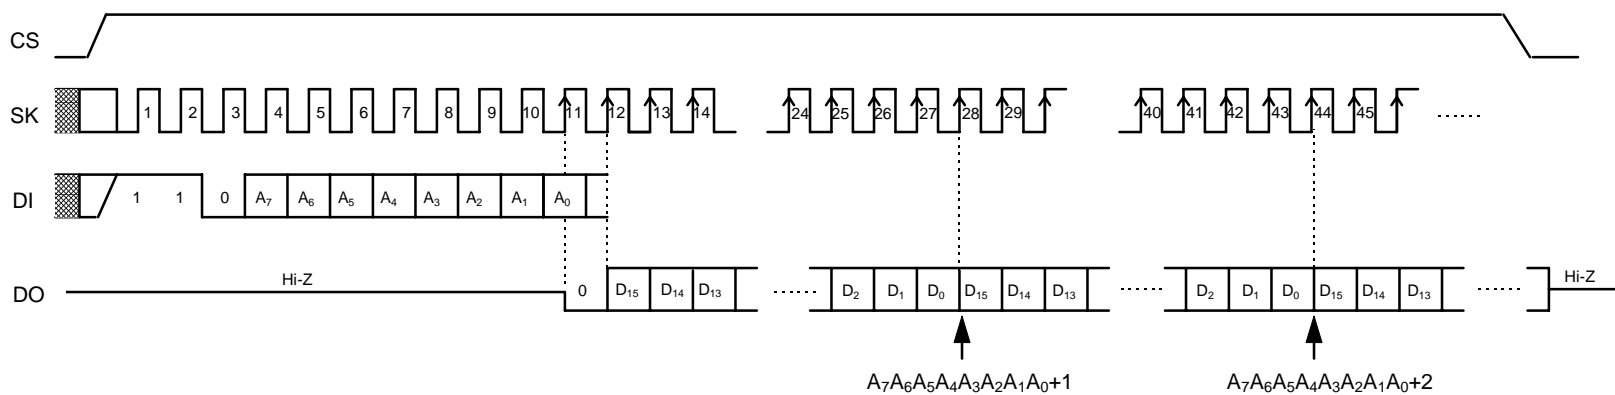 CS
SK 1 2 3 4 5 6 7 8 9 10 11 12 13 14 24 25 26 27 28 29 40 41 42 43 44 45
DI 1 1 0 A₇ A₆ A₅ A₄ A₃ A₂ A₁ A₀
DO Hi-Z 0 D₁₅ D₁₄ D₁₃ D₂ D₁ D₀ D₁₅ D₁₄ D₁₃ D₂ D₁ D₀ D₁₅ D₁₄ D₁₃ Hi-Z
A₇A₆A₅A₄A₃A₂A₁A₀+1 A₇A₆A₅A₄A₃A₂A₁A₀+2